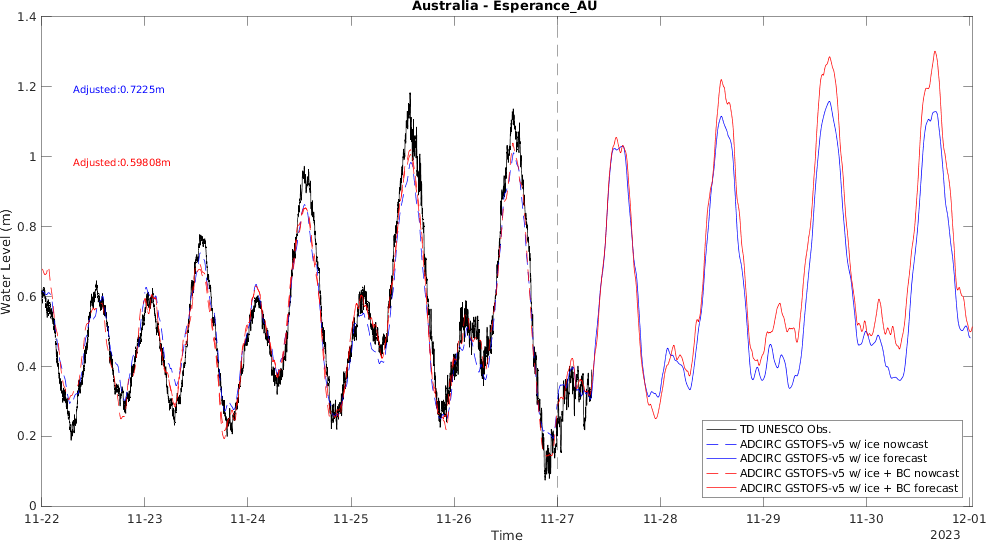 Australia - Esperance_AU
1.4
1.2
1
0.8
0.6
0.4
0.2
0
Water Level (m)
Adjusted:0.7225m
Adjusted:0.59808m
TD UNESCO Obs.
ADCIRC GSTOFS-v5 w/ ice nowcast
ADCIRC GSTOFS-v5 w/ ice forecast
ADCIRC GSTOFS-v5 w/ ice + BC nowcast
ADCIRC GSTOFS-v5 w/ ice + BC forecast
11-22 11-23 11-24 11-25 11-26 11-27 11-28 11-29 11-30 12-01
Time
2023